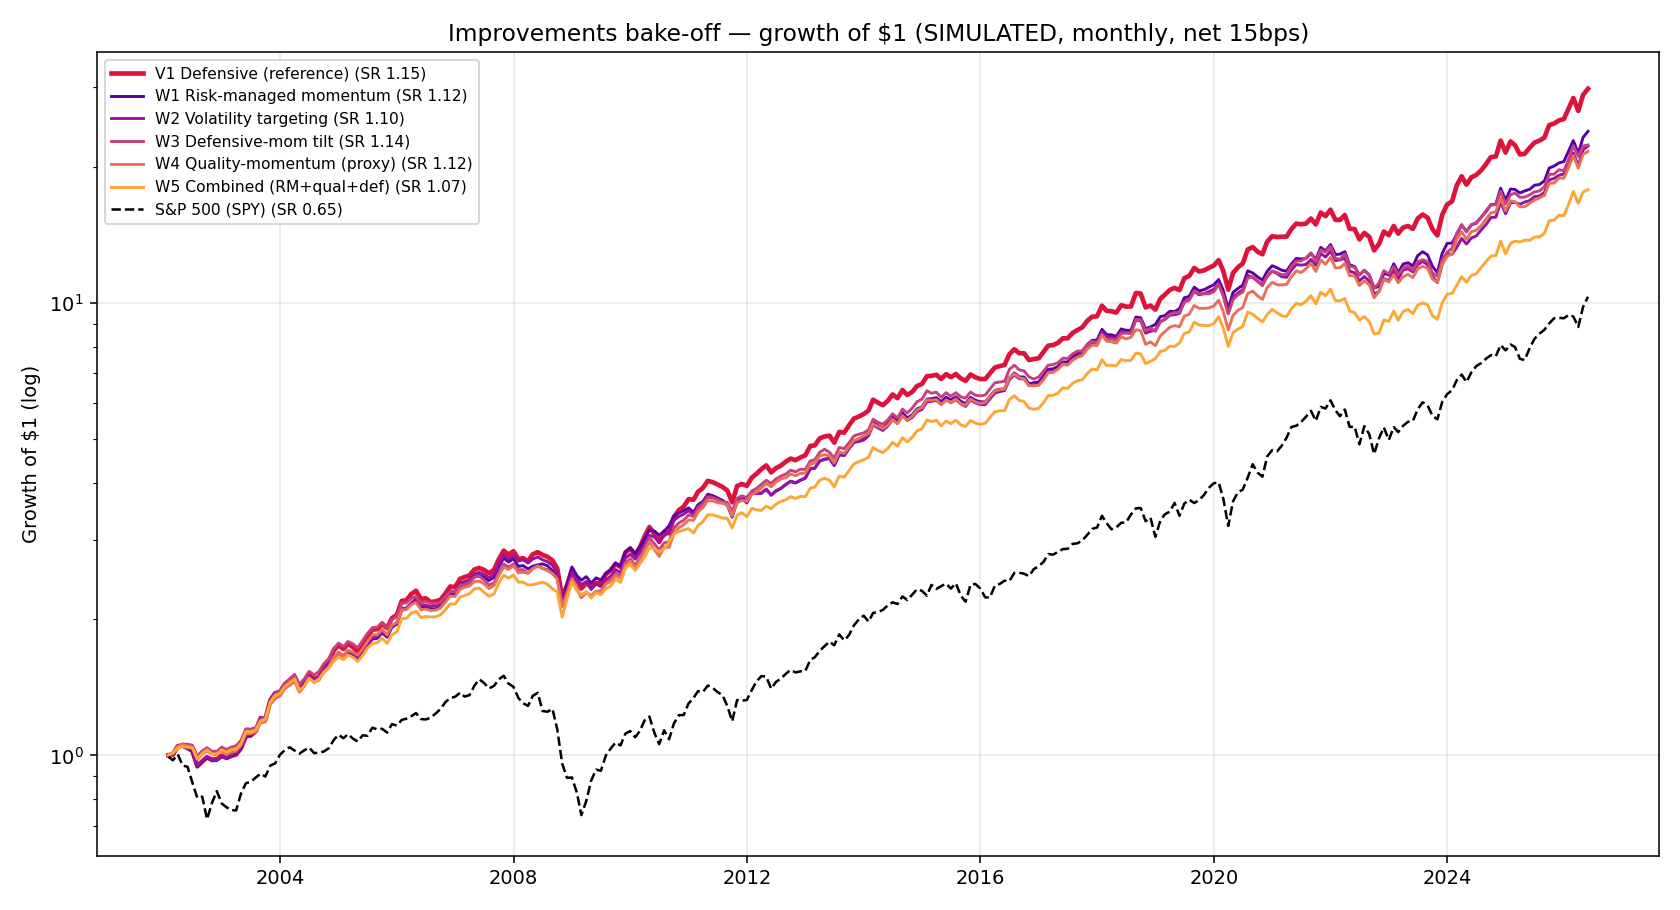 Improvements bake-off — growth of $1 (SIMULATED, monthly, net 15bps)
V1 Defensive (reference) (SR 1.15)
W1 Risk-managed momentum (SR 1.12)
W2 Volatility targeting (SR 1.10)
W3 Defensive-mom tilt (SR 1.14)
W4 Quality-momentum (proxy) (SR 1.12)
W5 Combined (RM+qual+def) (SR 1.07)
S&P 500 (SPY) (SR 0.65)
Growth of $1 (log)
10¹
10⁰
2004 2008 2012 2016 2020 2024